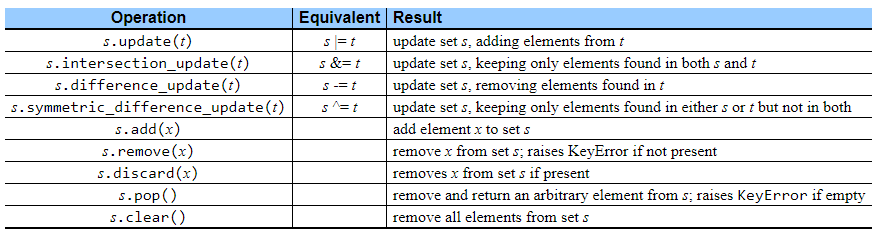 Operation Equivalent Result
s.update(t) s |= t update set s, adding elements from t
s.intersection_update(t) s &= t update set s, keeping only elements found in both s and t
s.difference_update(t) s -= t update set s, removing elements found in t
s.symmetric_difference_update(t) s ^= t update set s, keeping only elements found in either s or t but not in both
s.add(x) add element x to set s
s.remove(x) remove x from set s; raises KeyError if not present
s.discard(x) removes x from set s if present
s.pop() remove and return an arbitrary element from s; raises KeyError if empty
s.clear() remove all elements from set s